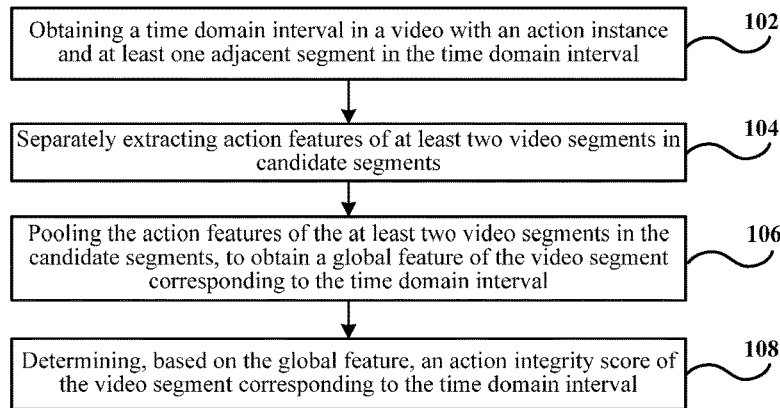 Obtaining a time domain interval in a video with an action instance
and at least one adjacent segment in the time domain interval
102
Separately extracting action features of at least two video segments in
candidate segments
104
Pooling the action features of the at least two video segments in the
candidate segments, to obtain a global feature of the video segment
corresponding to the time domain interval
106
Determining, based on the global feature, an action integrity score of
the video segment corresponding to the time domain interval
108